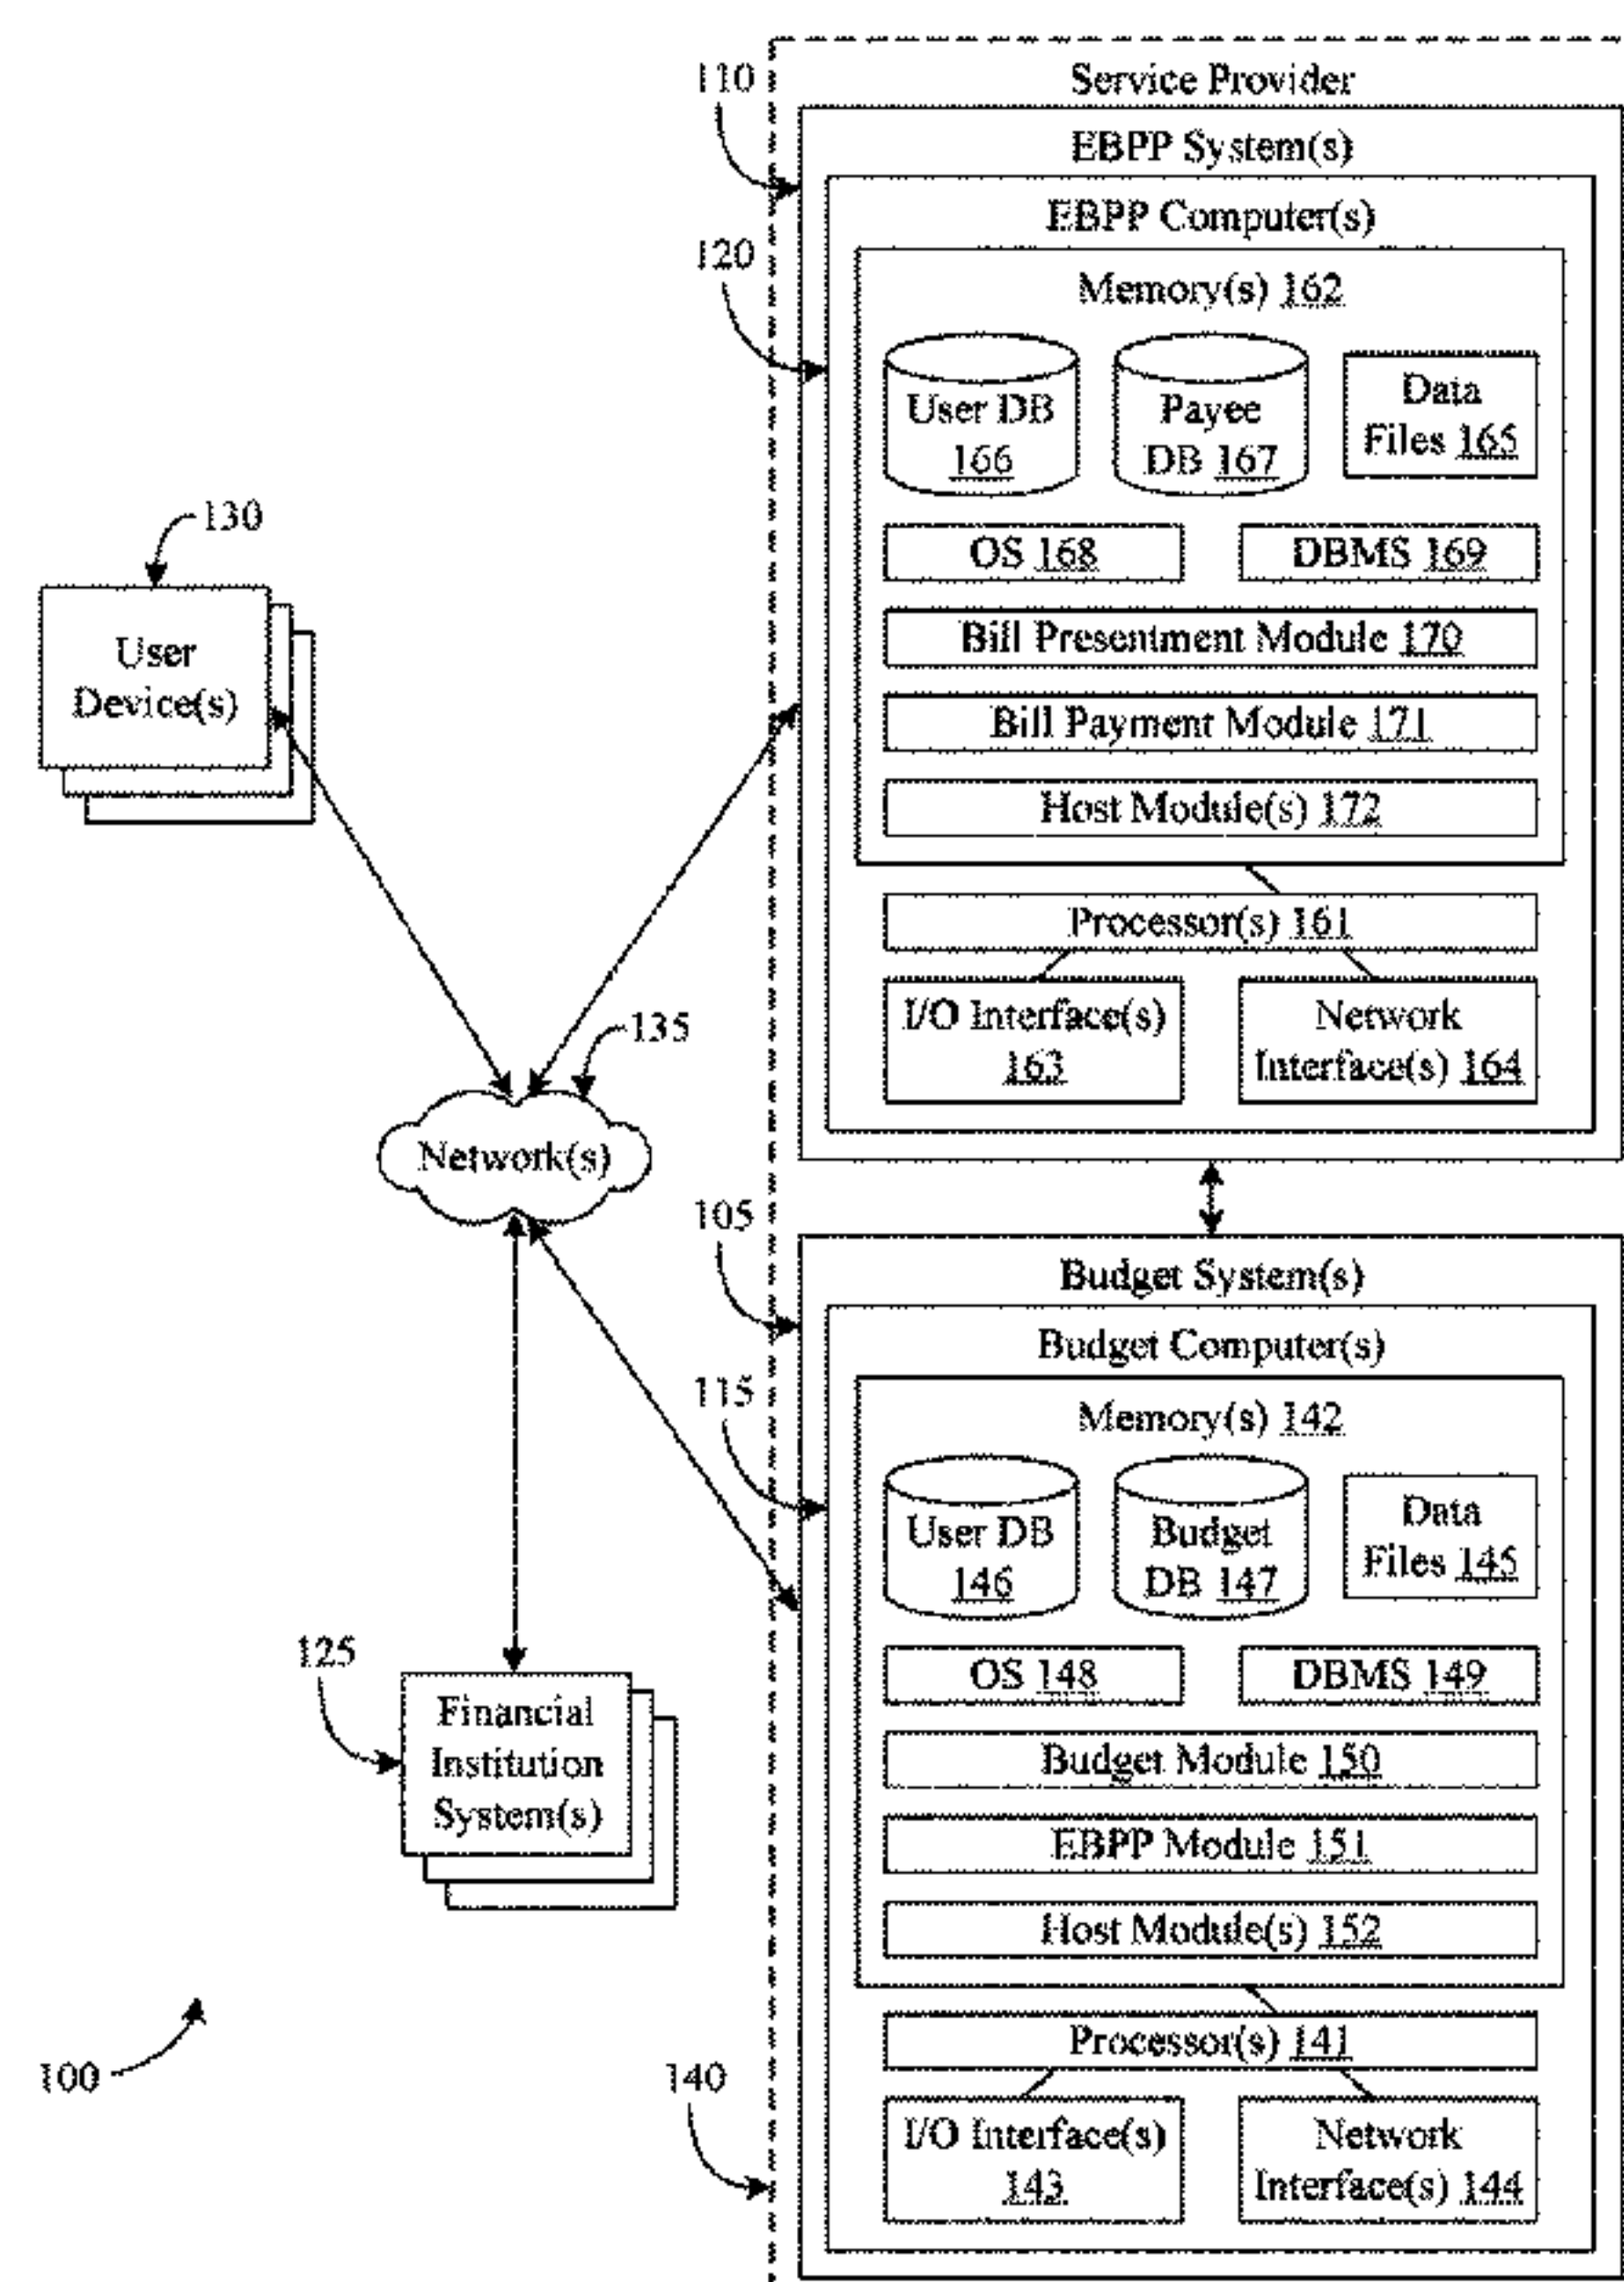 110
Service Provider
EBPP System(s)
EBPP Computer(s)
120
Memory(s) 162
User DB
166
Payee
DB 167
Data
Files 165
130
OS 168
DBMS 169
User
Device(s)
Bill Presentment Module 170
Bill Payment Module 171
Host Module(s) 172
Processor(s) 161
I/O Interface(s)
163
Network
Interface(s) 164
135
Network(s)
105
Budget System(s)
Budget Computer(s)
115
Memory(s) 142
User DB
146
Budget
DB 147
Data
Files 145
125
Financial
Institution
System(s)
OS 148
DBMS 149
Budget Module 150
EBPP Module 151
Host Module(s) 152
100
Processor(s) 141
140
I/O Interface(s)
143
Network
Interface(s) 144